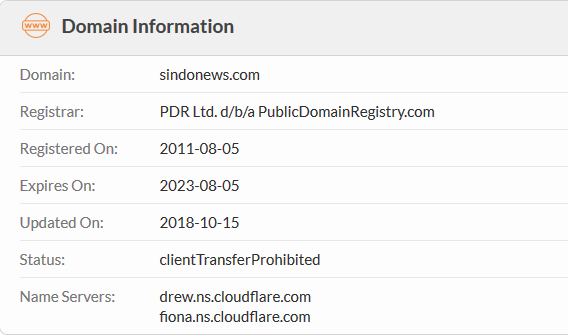 WWW
Domain Information
Domain: sindonews.com
Registrar: PDR Ltd. d/b/a PublicDomainRegistry.com
Registered On: 2011-08-05
Expires On: 2023-08-05
Updated On: 2018-10-15
Status: clientTransferProhibited
Name Servers: drew.ns.cloudflare.com
fiona.ns.cloudflare.com